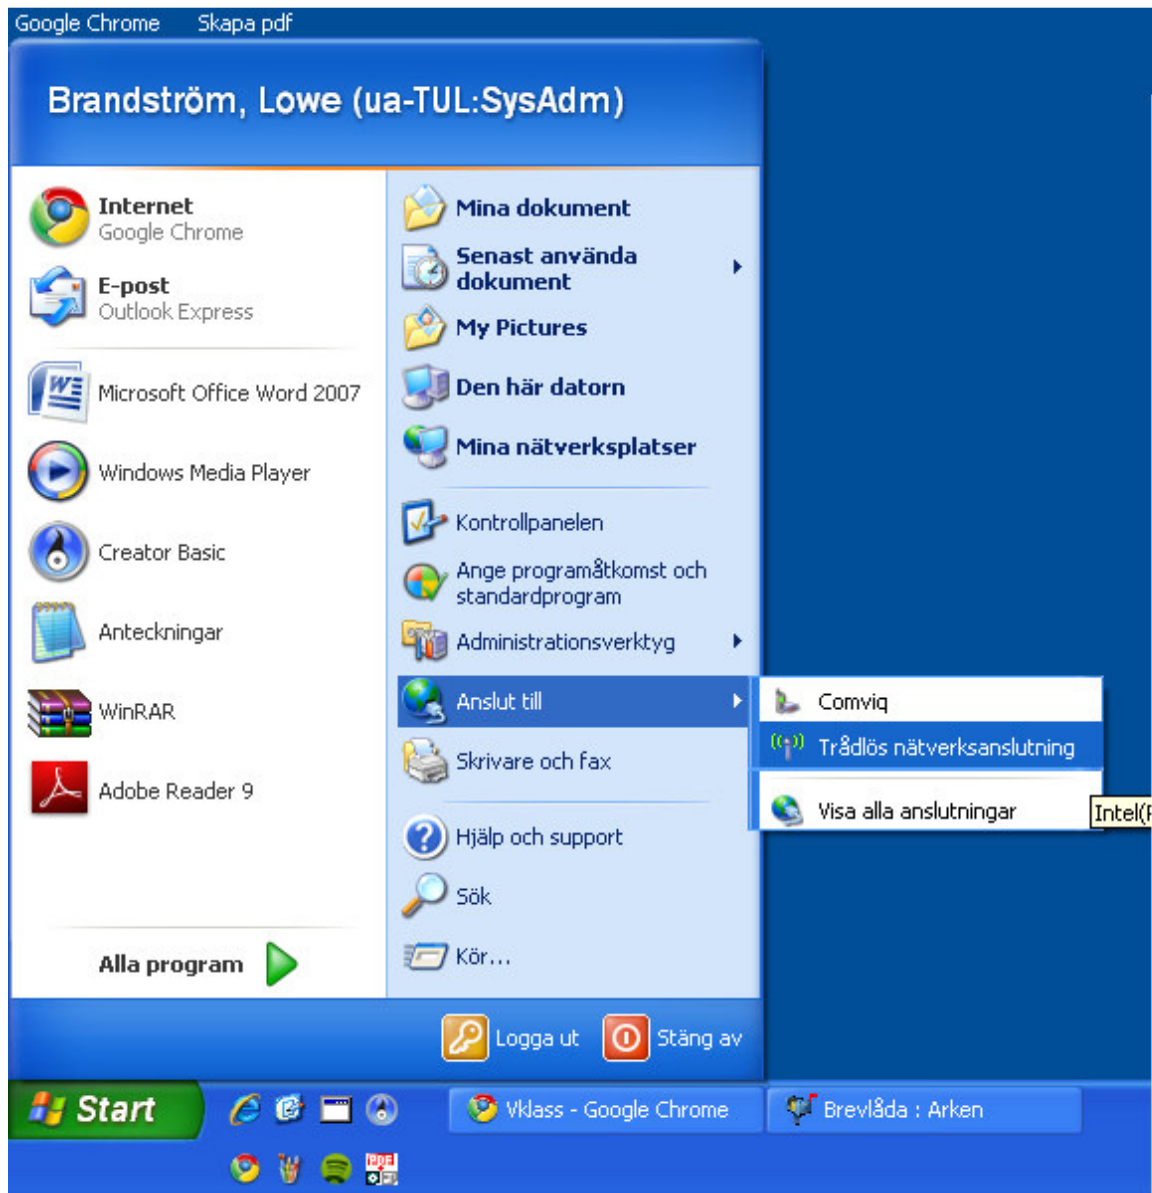 Google Chrome Skapa pdf
Brandström, Lowe (ua-TUL:SysAdm)
Internet
Google Chrome
E-post
Outlook Express
Microsoft Office Word 2007
Windows Media Player
Creator Basic
Anteckningar
WinRAR
Adobe Reader 9
Alla program
Mina dokument
Senast använda
dokument
My Pictures
Den här datorn
Mina nätverksplatser
Kontrollpanelen
Ange programåtkomst och
standardprogram
Administrationsverktyg
Anslut till
Skrivare och fax
Hjälp och support
Sök
Kör...
Comviq
Trådlös nätverksanslutning
Visa alla anslutningar
Intel(
Logga ut Stäng av
Start Vklass - Google Chrome Brevlåda : Arken
PDF